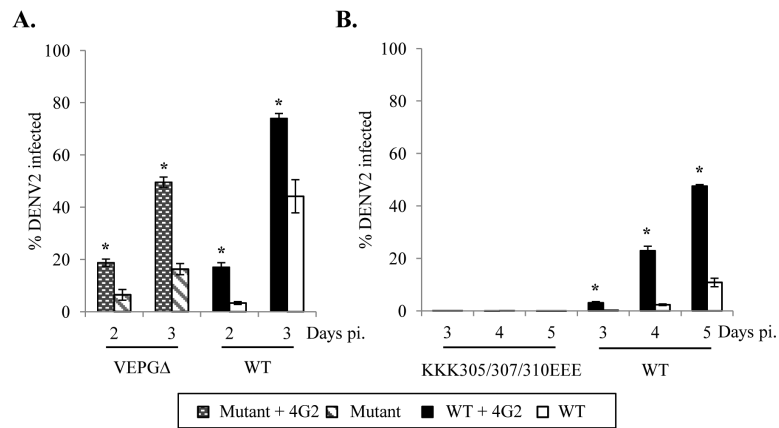 A.
% DENV2 infected
100
80
60
40
20
0
*
*
*
*
2
3
2
3
Days pi.
VEPGΔ
WT
B.
% DENV2 infected
100
80
60
40
20
0
*
*
*
3
4
5
3
4
5
Days pi.
KKK305/307/310EEE
WT
Mutant + 4G2
Mutant
WT + 4G2
WT